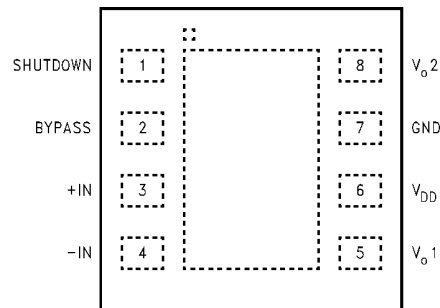 SHUTDOWN 1 8 Vo2
BYPASS 2 7 GND
+IN 3 6 VDD
-IN 4 5 Vo1